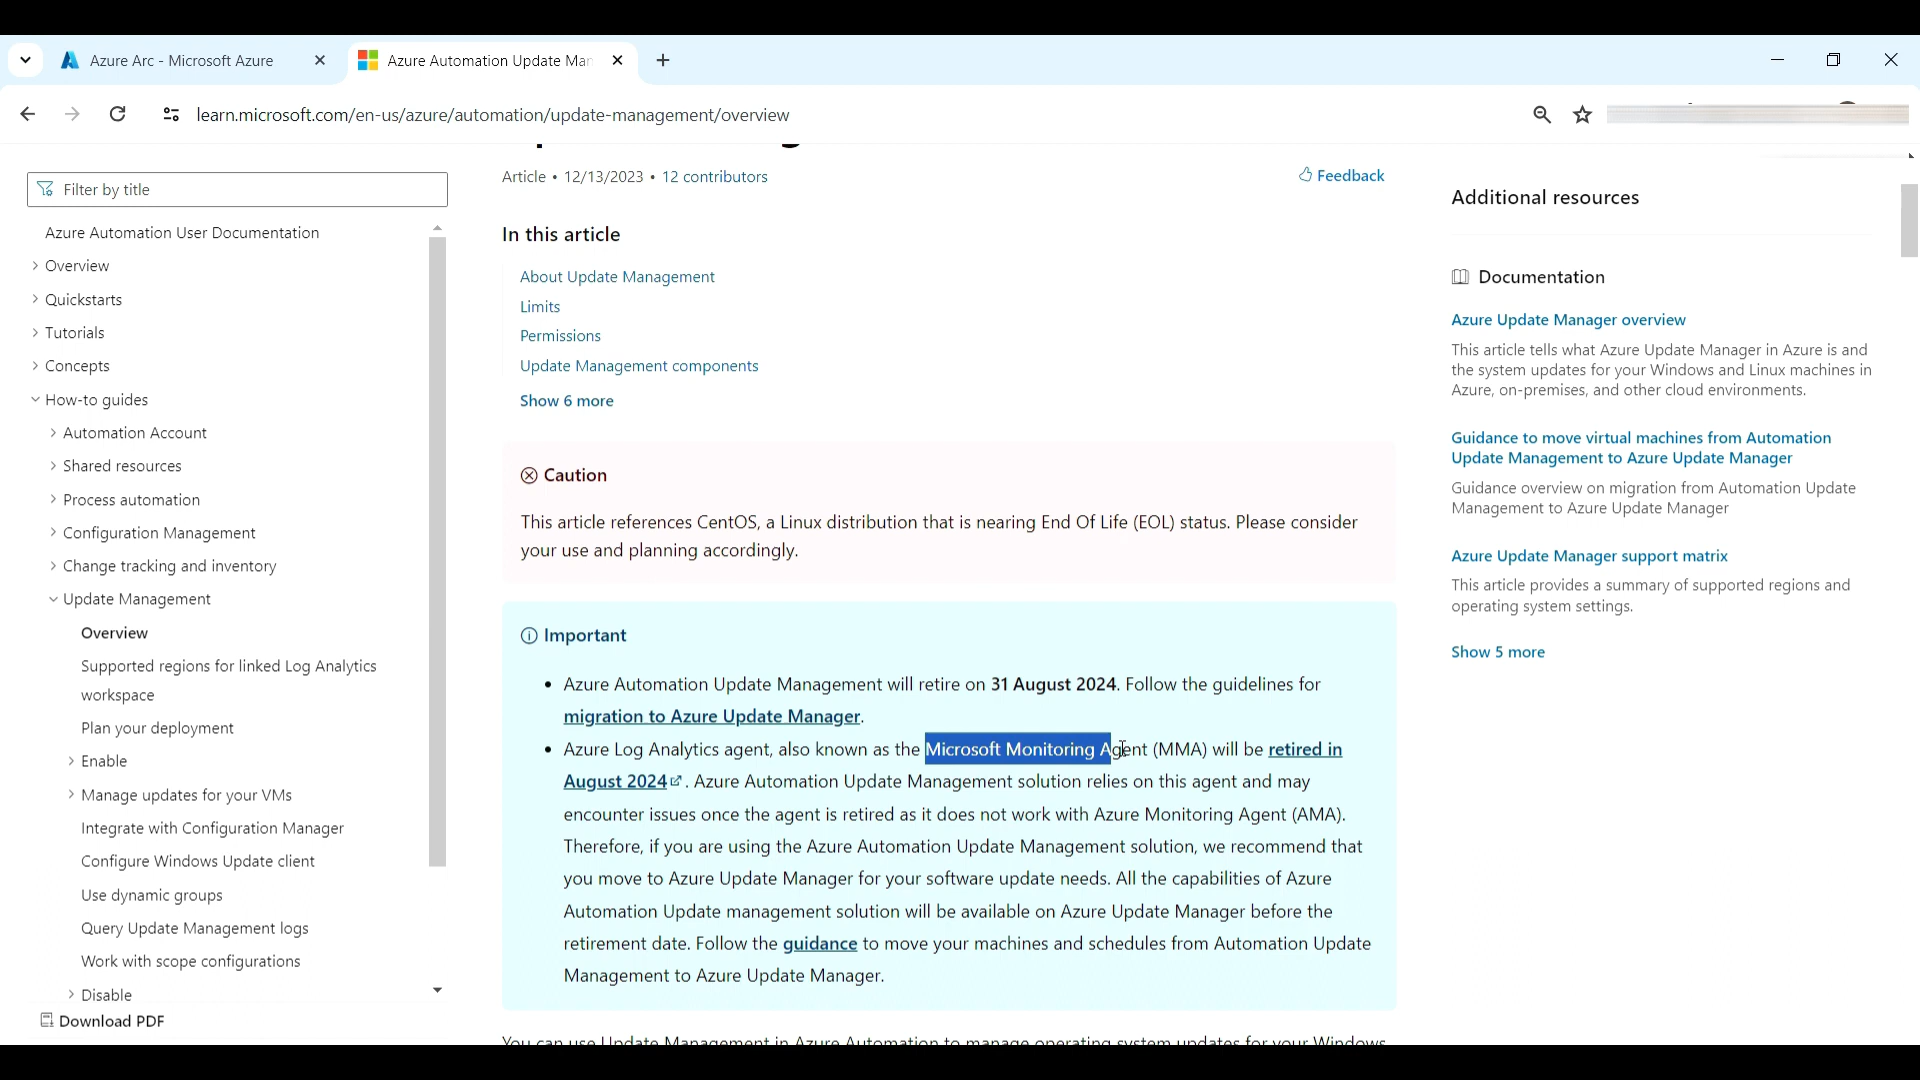 Azure Arc - Microsoft Azure
Azure Automation Update Man
learn.microsoft.com/en-us/azure/automation/update-management/overview
Filter by title
Azure Automation User Documentation
Overview
Quickstarts
Tutorials
Concepts
How-to guides
Automation Account
Shared resources
Process automation
Configuration Management
Change tracking and inventory
Update Management
Overview
Supported regions for linked Log Analytics
workspace
Plan your deployment
Enable
Manage updates for your VMs
Integrate with Configuration Manager
Configure Windows Update client
Use dynamic groups
Query Update Management logs
Work with scope configurations
Disable
Download PDF
Article • 12/13/2023 • 12 contributors
Feedback
In this article
About Update Management
Limits
Permissions
Update Management components
Show 6 more
Caution
This article references CentOS, a Linux distribution that is nearing End Of Life (EOL) status. Please consider
your use and planning accordingly.
Important
• Azure Automation Update Management will retire on 31 August 2024. Follow the guidelines for
migration to Azure Update Manager.
• Azure Log Analytics agent, also known as the Microsoft Monitoring Agent (MMA) will be retired in
August 2024. Azure Automation Update Management solution relies on this agent and may
encounter issues once the agent is retired as it does not work with Azure Monitoring Agent (AMA).
Therefore, if you are using the Azure Automation Update Management solution, we recommend that
you move to Azure Update Manager for your software update needs. All the capabilities of Azure
Automation Update management solution will be available on Azure Update Manager before the
retirement date. Follow the guidance to move your machines and schedules from Automation Update
Management to Azure Update Manager.
You can use Update Management in Azure Automation to manage operating system updates for your Windows
Additional resources
Documentation
Azure Update Manager overview
This article tells what Azure Update Manager in Azure is and
the system updates for your Windows and Linux machines in
Azure, on-premises, and other cloud environments.
Guidance to move virtual machines from Automation
Update Management to Azure Update Manager
Guidance overview on migration from Automation Update
Management to Azure Update Manager
Azure Update Manager support matrix
This article provides a summary of supported regions and
operating system settings.
Show 5 more